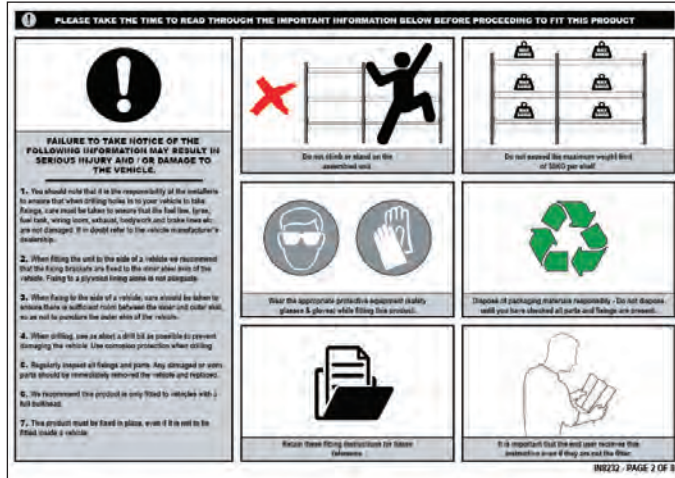 PLEASE TAKE THE TIME TO READ THROUGH THE IMPORTANT INFORMATION BELOW BEFORE PROCEEDING TO FIT THIS PRODUCT
FAILURE TO TAKE NOTICE OF THE
FOLLOWING INFORMATION MAY RESULT IN
SERIOUS INJURY AND / OR DAMAGE TO
THE VEHICLE.
1. You should note that it is the responsibility of the installers
to ensure that when drilling holes in to your vehicle to take
fixings, care must be taken to ensure that the fuel line, tyres,
fuel tank, wiring loom, exhaust, bodywork and brake lines etc
are not damaged. If in doubt refer to the vehicle manufacturer's
dealership.
2. When fitting the unit to the side of a vehicle we recommend
that the fixing brackets are fixed to the inner steel skin of the
vehicle. Fixing to a plywood lining alone is not adequate.
3. When fixing to the side of a vehicle, care should be taken to
ensure there is sufficient room between the inner and outer skin,
so as not to puncture the outer skin of the vehicle.
4. When drilling, use as short a drill bit as possible to prevent
damaging the vehicle. Use corrosion protection when drilling
5. Regularly inspect all fixings and parts. Any damaged or worn
parts should be immediately removed the vehicle and replaced.
6. We recommend this product is only fitted to vehicles with a
full bulkhead.
7. This product must be fixed in place, even if it is not to be
fitted inside a vehicle
Do not climb or stand on the
assembled unit
Do not exceed the maximum weight limit
of 50KG per shelf
Wear the appropriate protective equipment (safety
glasses & gloves) while fitting this product.
Dispose of packaging materials responsibly - Do not dispose
until you have checked all parts and fixings are present.
Retain these fitting instructions for future
reference
It is important that the end user receives this
instruction even if they are not the fitter.
IN8232 - PAGE 2 OF 8